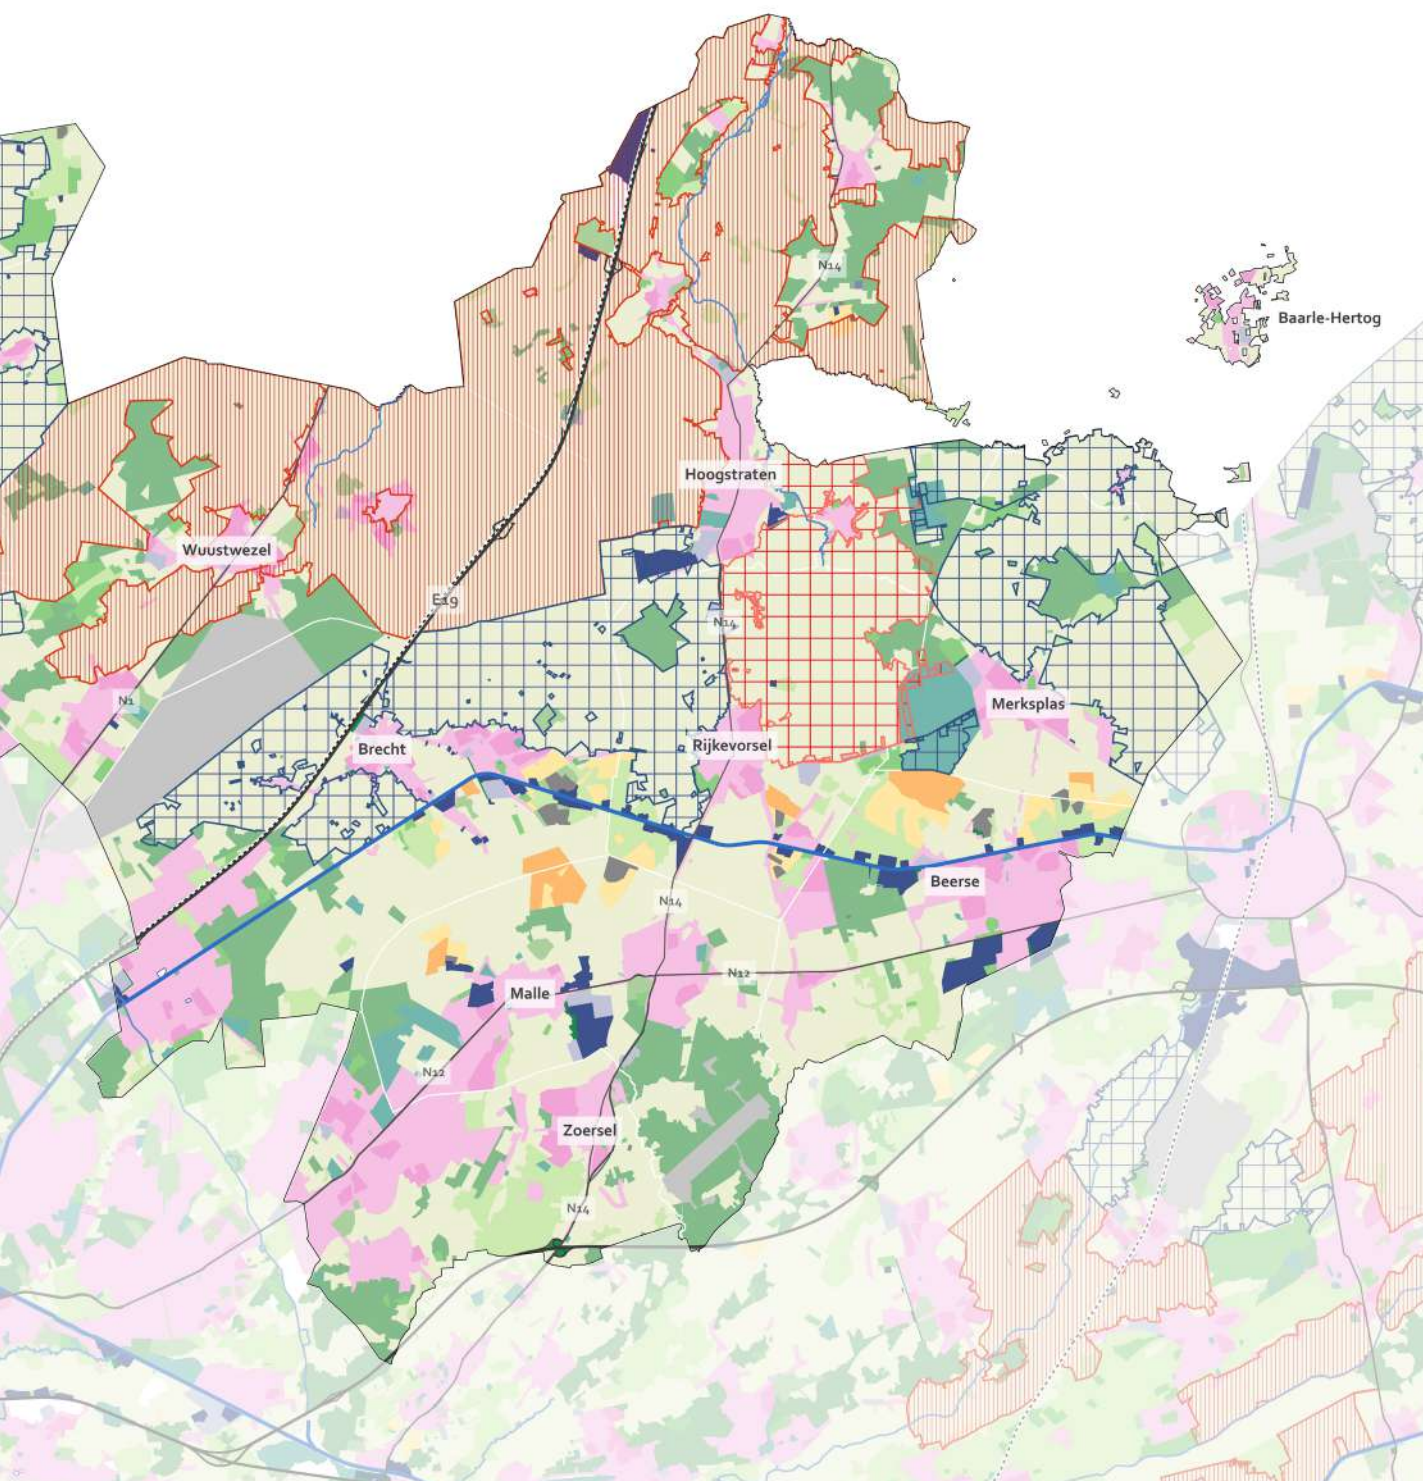 N14
Baarle-Hertog
Hoogstraten
Wuustwezel
E19
N14
N1
Merksplas
Brecht
Rijkevorsel
Beerse
N14
N12
Malle
N12
Zoersel
N14